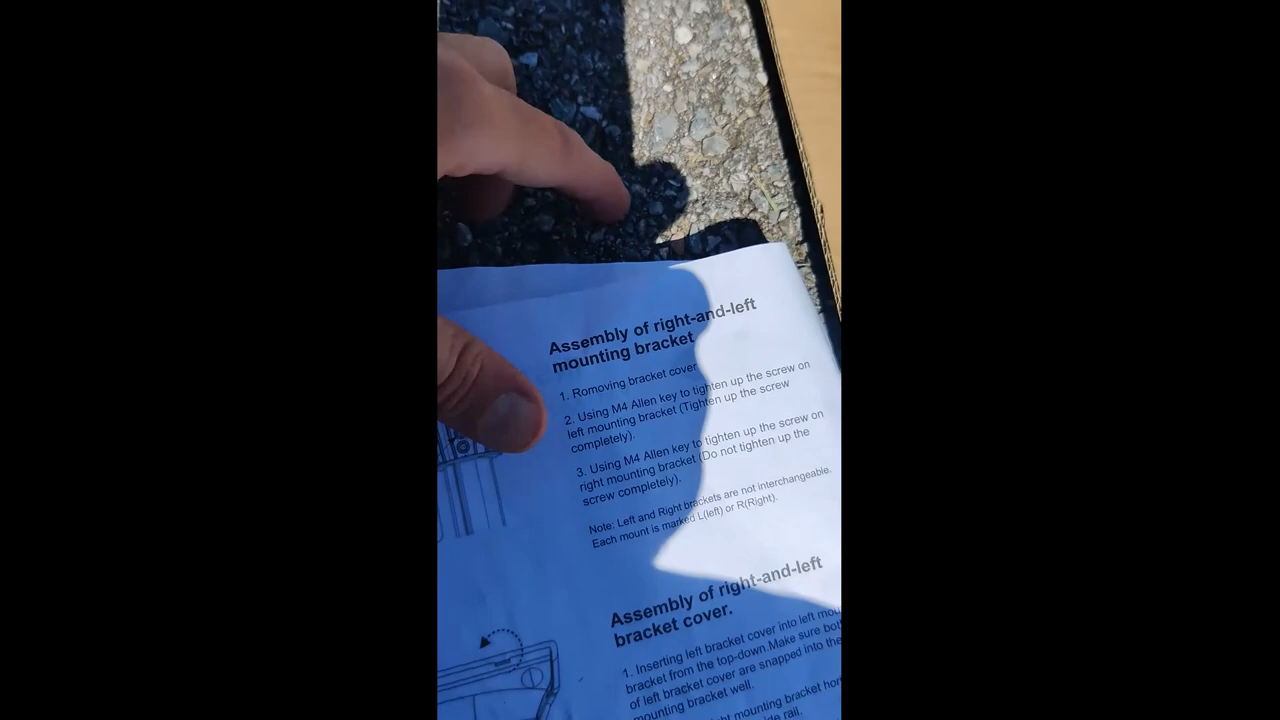 Assembly of right-and-left
mounting bracket
1. Romoving bracket cover
2. Using M4 Allen key to tighten up the screw on
left mounting bracket (Tighten up the screw
completely).
3. Using M4 Allen key to tighten up the screw on
right mounting bracket (Do not tighten up the
screw completely).
Note: Left and Right brackets are not interchangeable.
Each mount is marked L(left) or R(Right).
Assembly of right-and-left
bracket cover.
1. Inserting left bracket cover into left
bracket from the top-down.Make sure
of left bracket cover are snapped into the
mounting bracket well.
mounting bracket
rail.